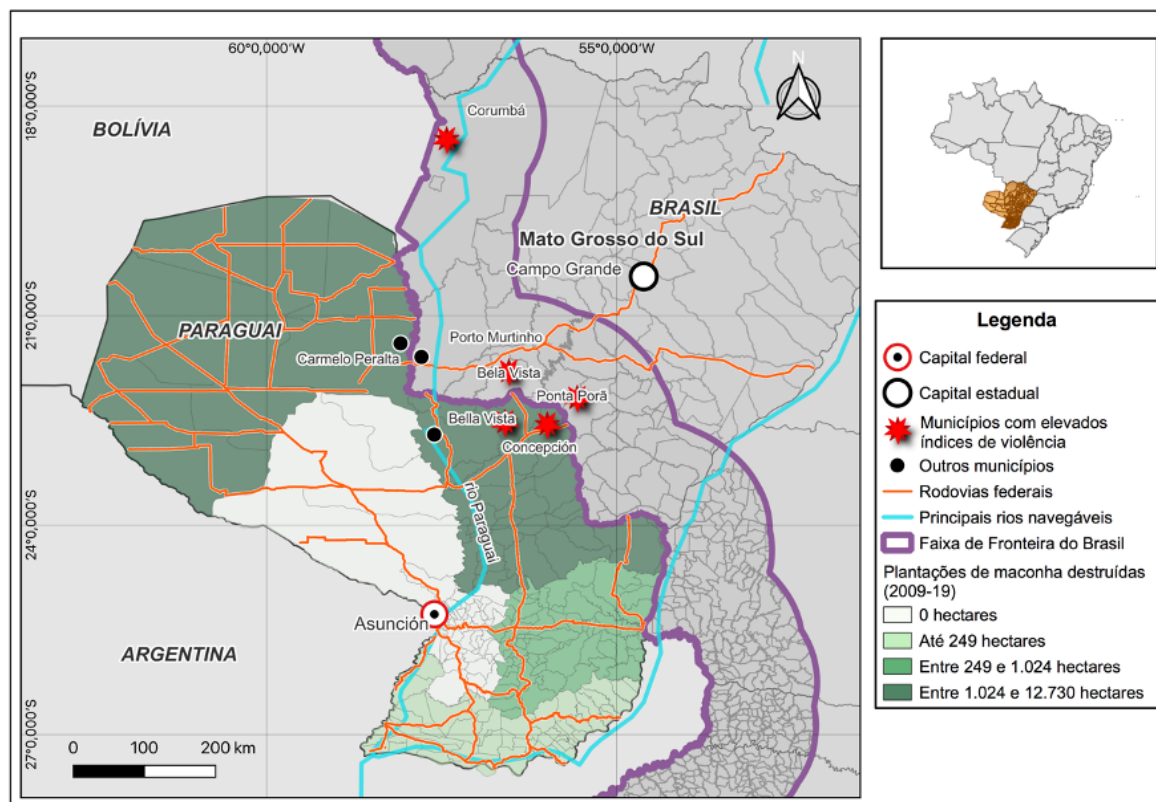 60°0,000'W
55°0,000'W
N
18°0,000'S
21°0,000'S
24°0,000'S
27°0,000'S
BOLÍVIA
Corumbá
BRASIL
Mato Grosso do Sul
Campo Grande
PARAGUAI
Porto Murtinho
Carmelo Peralta
Bela Vista
Ponta Porã
Bella Vista
Concepción
rio Paraguai
Asunción
ARGENTINA
0 100 200 km
Legenda
Capital federal
Capital estadual
Municípios com elevados
índices de violência
Outros municípios
Rodovias federais
Principais rios navegáveis
Faixa de Fronteira do Brasil
Plantações de maconha destruídas
(2009-19)
0 hectares
Até 249 hectares
Entre 249 e 1.024 hectares
Entre 1.024 e 12.730 hectares